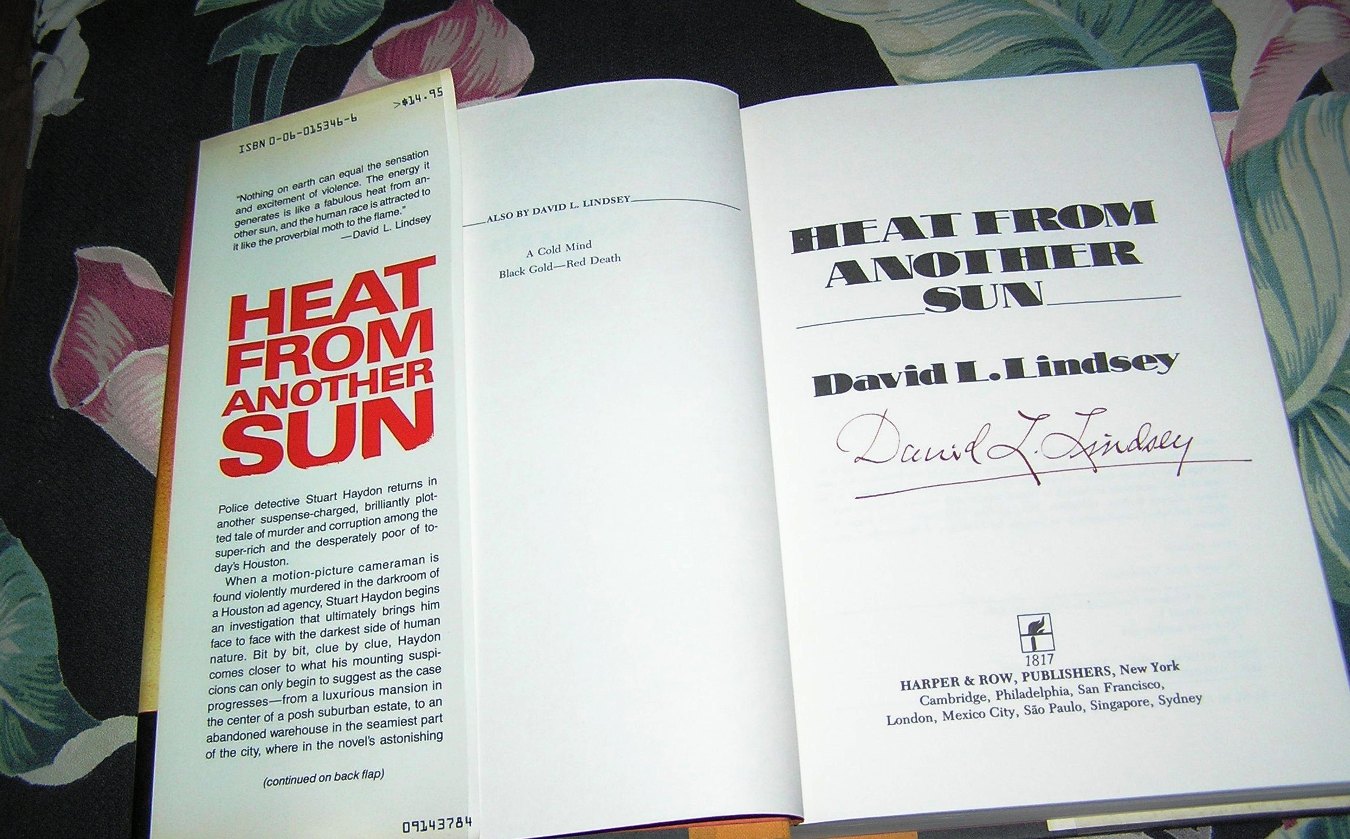 ISBN 0-06-015346-6
>$14.95
"Nothing on earth can equal the sensation
and excitement of violence. The energy it
generates is like a fabulous heat from an-
other sun, and the human race is attracted to
it like the proverbial moth to the flame."
—David L. Lindsey
HEAT
FROM
ANOTHER
SUN
Police detective Stuart Haydon returns in
another suspense-charged, brilliantly plot-
ted tale of murder and corruption among the
super-rich and the desperately poor of to-
day's Houston.
When a motion-picture cameraman is
found violently murdered in the darkroom of
a Houston ad agency, Stuart Haydon begins
an investigation that ultimately brings him
face to face with the darkest side of human
nature. Bit by bit, clue by clue, Haydon
comes closer to what his mounting suspi-
cions can only begin to suggest as the case
progresses—from a luxurious mansion in
the center of a posh suburban estate, to an
abandoned warehouse in the seamiest part
of the city, where in the novel's astonishing
(continued on back flap)
09143784
ALSO BY DAVID L. LINDSEY
A Cold Mind
Black Gold—Red Death
HEAT FROM
ANOTHER
SUN
David L. Lindsey
David L. Lindsey
1817
HARPER & ROW, PUBLISHERS, New York
Cambridge, Philadelphia, San Francisco,
London, Mexico City, São Paulo, Singapore, Sydney